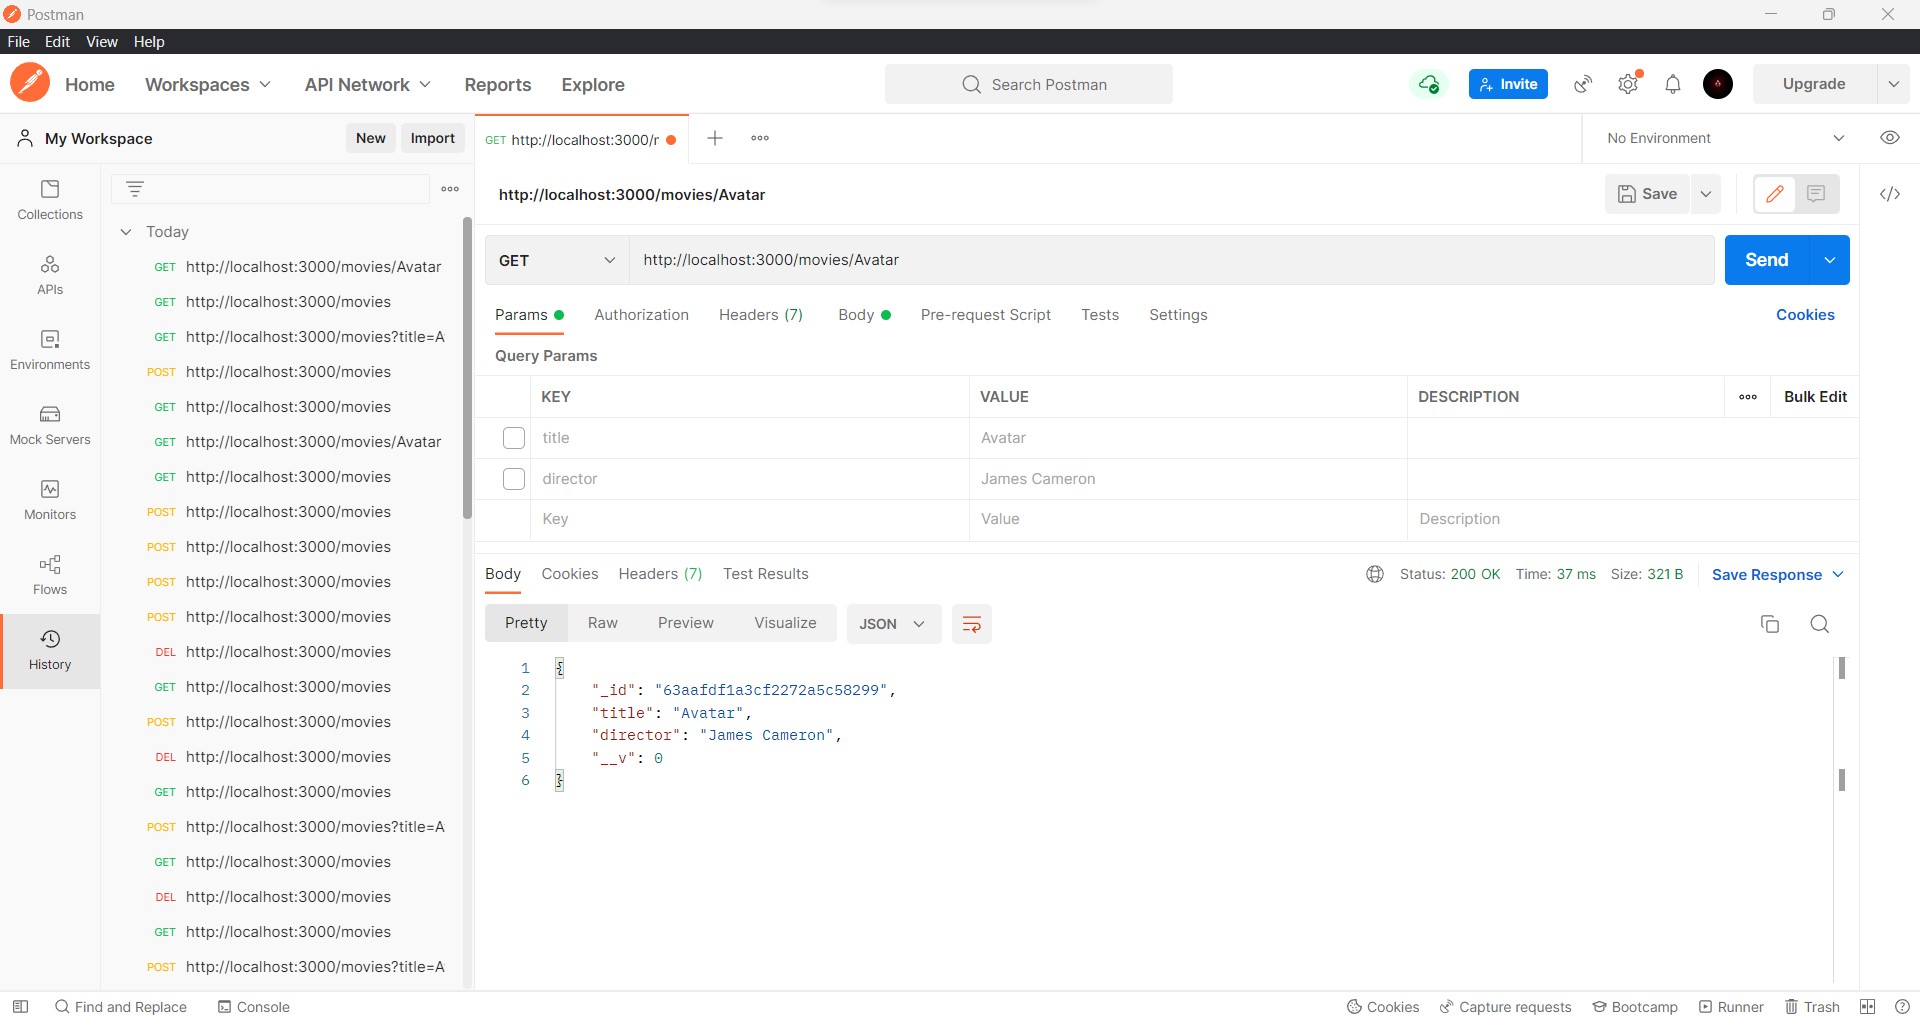 Postman
File Edit View Help
Home Workspaces API Network Reports Explore Search Postman Invite Upgrade
My Workspace New Import GET http://localhost:3000/r No Environment
Collections
APIs
Environments
Mock Servers
Monitors
Flows
History
Today
GET http://localhost:3000/movies/Avatar
GET http://localhost:3000/movies
GET http://localhost:3000/movies?title=A
POST http://localhost:3000/movies
GET http://localhost:3000/movies
GET http://localhost:3000/movies/Avatar
GET http://localhost:3000/movies
POST http://localhost:3000/movies
POST http://localhost:3000/movies
POST http://localhost:3000/movies
POST http://localhost:3000/movies
DEL http://localhost:3000/movies
GET http://localhost:3000/movies
POST http://localhost:3000/movies
DEL http://localhost:3000/movies
GET http://localhost:3000/movies
POST http://localhost:3000/movies?title=A
GET http://localhost:3000/movies
DEL http://localhost:3000/movies
GET http://localhost:3000/movies
POST http://localhost:3000/movies?title=A
http://localhost:3000/movies/Avatar Save
GET http://localhost:3000/movies/Avatar Send
Params Authorization Headers (7) Body Pre-request Script Tests Settings Cookies
Query Params
KEY VALUE DESCRIPTION Bulk Edit
title Avatar
director James Cameron
Key Value Description
Body Cookies Headers (7) Test Results Status: 200 OK Time: 37 ms Size: 321 B Save Response
Pretty Raw Preview Visualize JSON
1 {
2 "_id": "63aafdf1a3cf2272a5c58299",
3 "title": "Avatar",
4 "director": "James Cameron",
5 "__v": 0
6 }
Find and Replace Console Cookies Capture requests Bootcamp Runner Trash